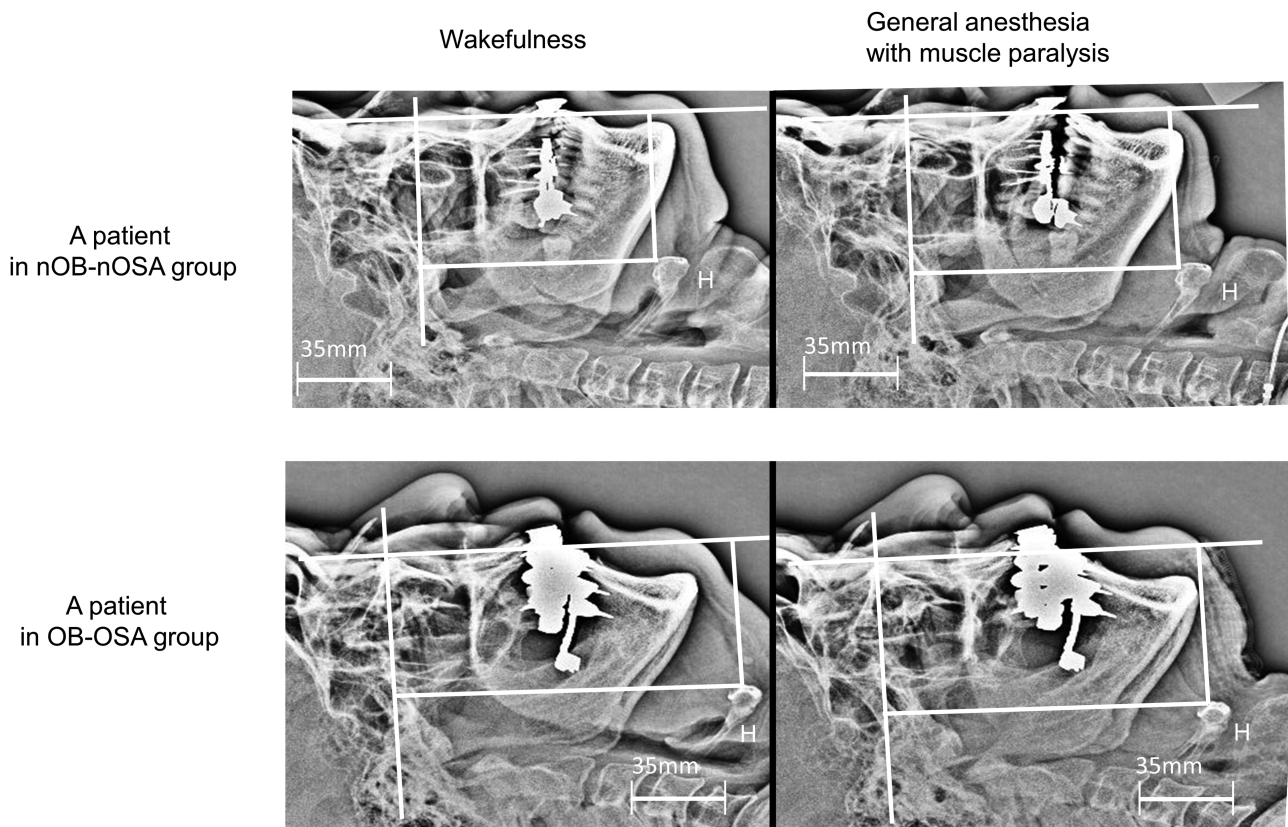 Wakefulness
General anesthesia
with muscle paralysis
A patient
in nOB-nOSA group
H
35mm
H
35mm
A patient
in OB-OSA group
H
35mm
H
35mm